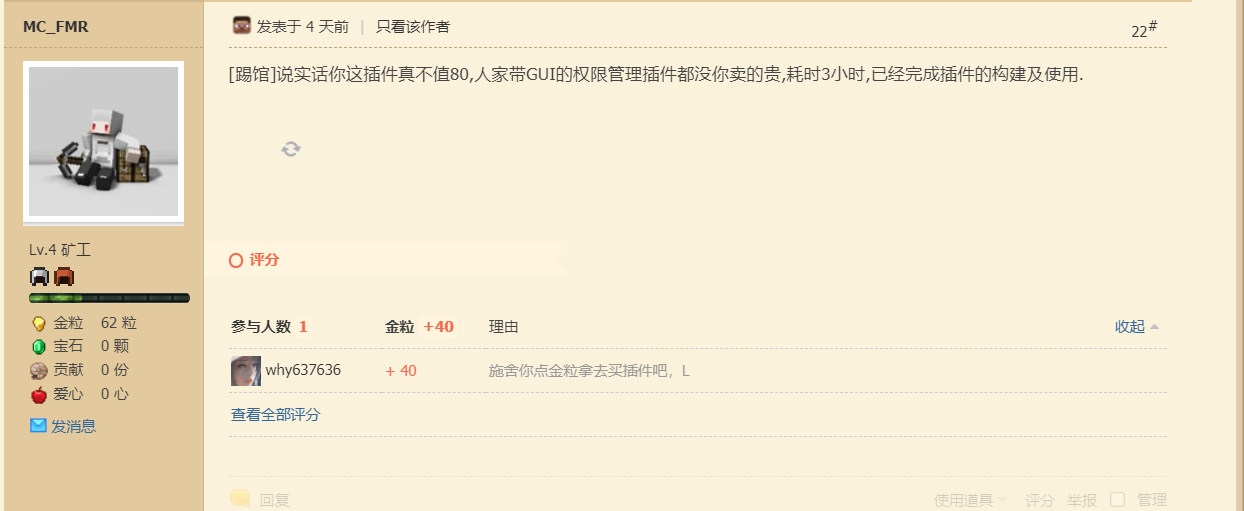 MC_FMR
发表于 4 天前 | 只看该作者
22#
[踢馆]说实话你这插件真不值80,人家带GUI的权限管理插件都没你卖的贵,耗时3小时,已经完成插件的构建及使用.
Lv.4 矿工
金粒 62 粒
宝石 0 颗
贡献 0 份
爱心 0 心
发消息
评分
参与人数 1 金粒 +40 理由 收起
why637636 + 40 施舍你点金粒拿去买插件吧，L
查看全部评分
回复 使用道具 评分 举报 管理